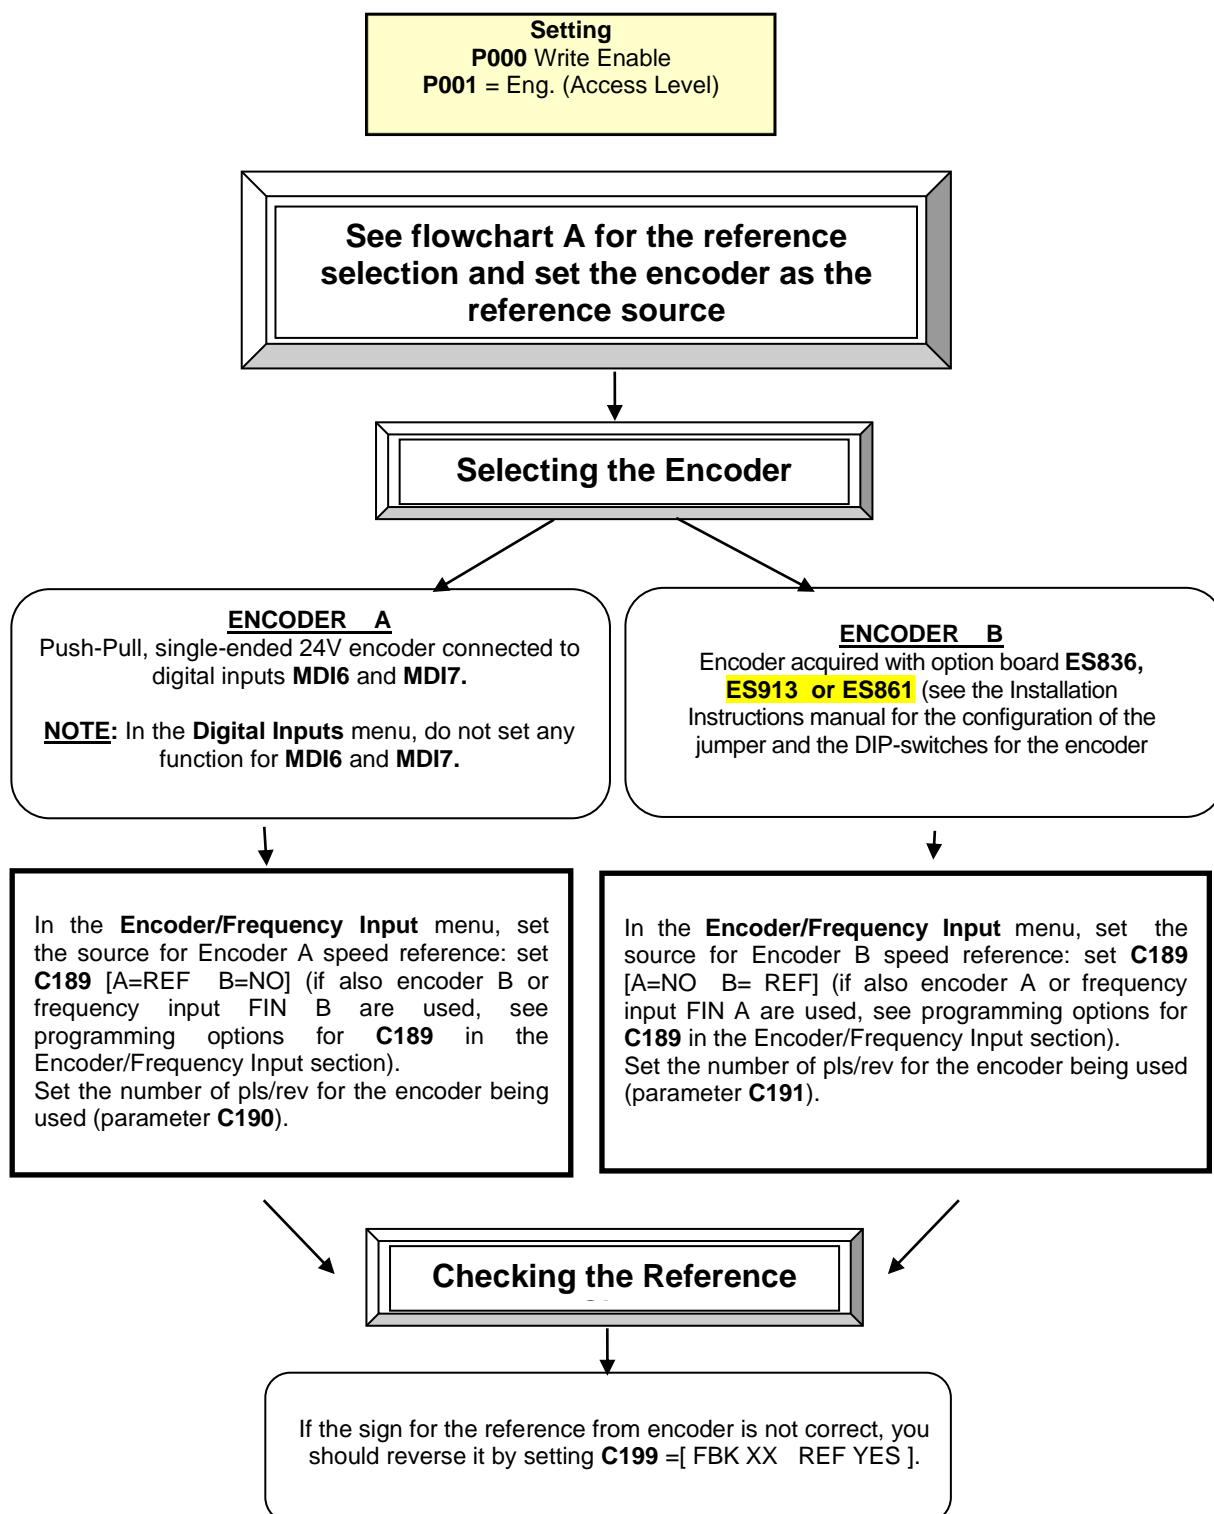 Setting
P000 Write Enable
P001 = Eng. (Access Level)
See flowchart A for the reference
selection and set the encoder as the
reference source
Selecting the Encoder
ENCODER A
Push-Pull, single-ended 24V encoder connected to
digital inputs MDI6 and MDI7.
NOTE: In the Digital Inputs menu, do not set any
function for MDI6 and MDI7.
ENCODER B
Encoder acquired with option board ES836,
ES913 or ES861 (see the Installation
Instructions manual for the configuration of the
jumper and the DIP-switches for the encoder
In the Encoder/Frequency Input menu, set
the source for Encoder A speed reference: set
C189 [A=REF B=NO] (if also encoder B or
frequency input FIN B are used, see
programming options for C189 in the
Encoder/Frequency Input section).
Set the number of pls/rev for the encoder being
used (parameter C190).
In the Encoder/Frequency Input menu, set the
source for Encoder B speed reference: set C189
[A=NO B= REF] (if also encoder A or frequency
input FIN A are used, see programming options for
C189 in the Encoder/Frequency Input section).
Set the number of pls/rev for the encoder being used
(parameter C191).
Checking the Reference
If the sign for the reference from encoder is not correct, you
should reverse it by setting C199 =[ FBK XX REF YES ].